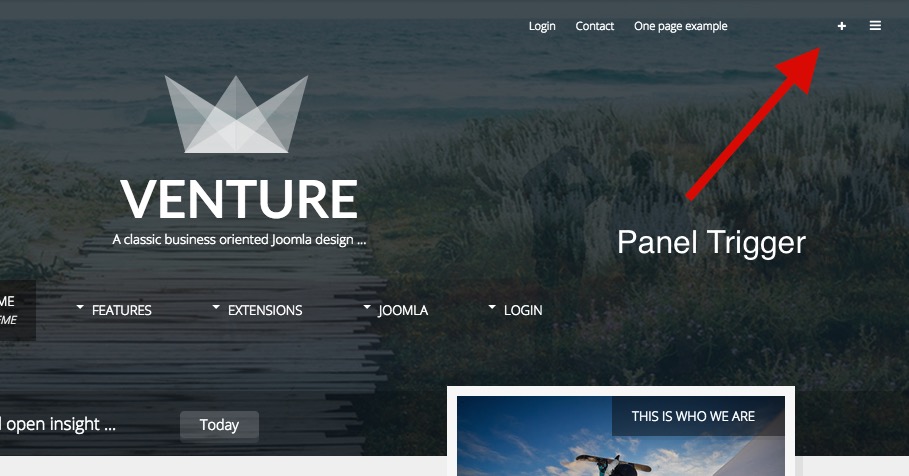 Login Contact One page example + ≡
VENTURE
A classic business oriented Joomla design ...
Panel Trigger
ME
EME
FEATURES EXTENSIONS JOOMLA LOGIN
open insight ...
Today
THIS IS WHO WE ARE